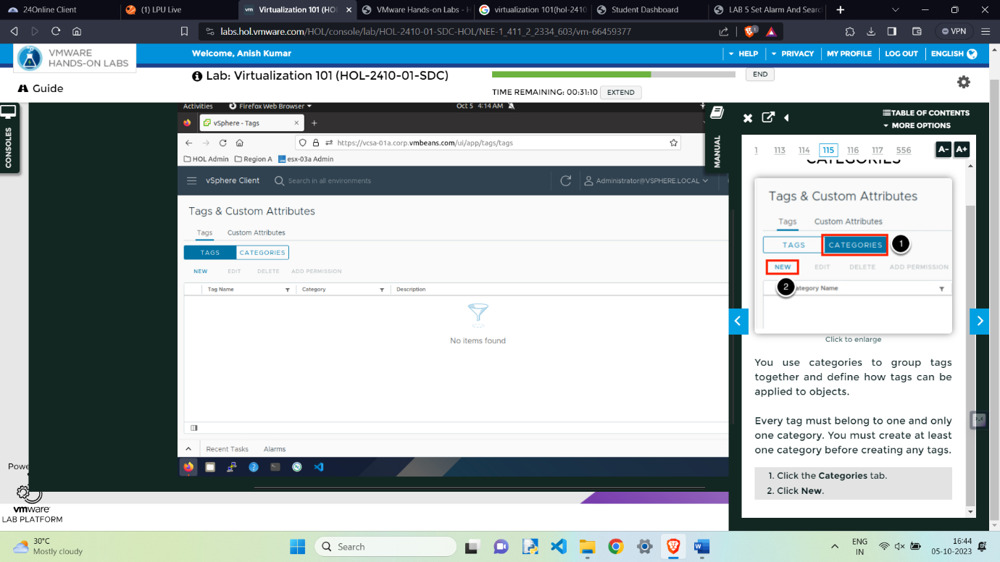 24Online Client
(1) LPU Live
Virtualization 101 (HOL
VMware Hands-on Labs - H
virtualization 101(hol-2410
Student Dashboard
LAB 5 Set Alarm And Searc
labs.hol.vmware.com/HOL/console/lab/HOL-2410-01-SDC-HOL/NEE-1_411_2_2334_603/vm-66459377
VPN
VMWARE
HANDS-ON LABS
Welcome, Anish Kumar
HELP
PRIVACY
MY PROFILE
LOG OUT
ENGLISH
Lab: Virtualization 101 (HOL-2410-01-SDC)
END
Guide
TIME REMAINING: 00:31:10
EXTEND
CONSOLES
Activities
Firefox Web Browser
Oct 5 4:14 AM
vSphere - Tags
https://vcsa-01a.corp.vmbeans.com/ui/app/tags/tags
HOL Admin
Region A
esx-03a Admin
vSphere Client
Search in all environments
Administrator@VSPHERE.LOCAL
Tags & Custom Attributes
Tags
Custom Attributes
TAGS
CATEGORIES
NEW
EDIT
DELETE
ADD PERMISSION
Tag Name
Category
Description
No items found
Recent Tasks
Alarms
MANUAL
TABLE OF CONTENTS
MORE OPTIONS
1 113 114 115 116 117 556
A- A+
CATEGORIES
Tags & Custom Attributes
Tags
Custom Attributes
TAGS
CATEGORIES
1
NEW
EDIT
DELETE
ADD PERMISSION
2
ategory Name
Click to enlarge
You use categories to group tags
together and define how tags can be
applied to objects.
Every tag must belong to one and only
one category. You must create at least
one category before creating any tags.
1. Click the Categories tab.
2. Click New.
Powe
vmware
LAB PLATFORM
30°C
Mostly cloudy
Search
ENG
IN
16:44
05-10-2023